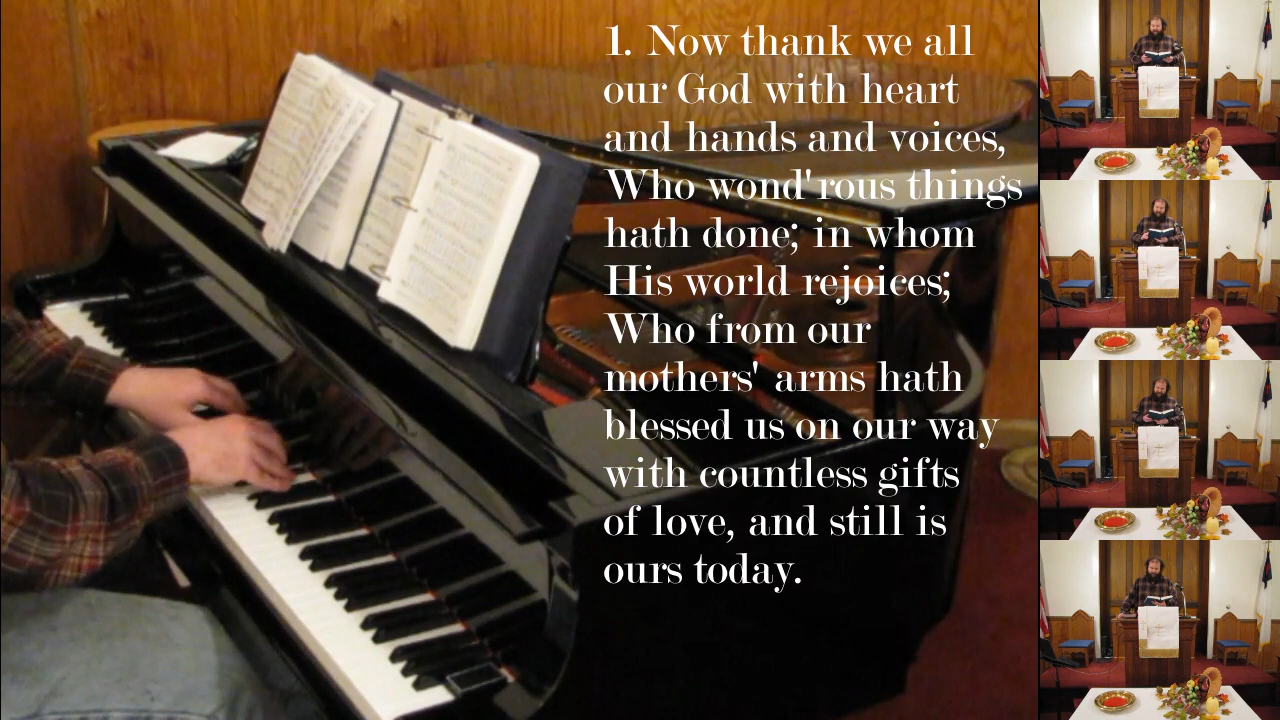 1. Now thank we all
our God with heart
and hands and voices,
Who wond'rous things
hath done; in whom
His world rejoices;
Who from our
mothers' arms hath
blessed us on our way
with countless gifts
of love, and still is
ours today.